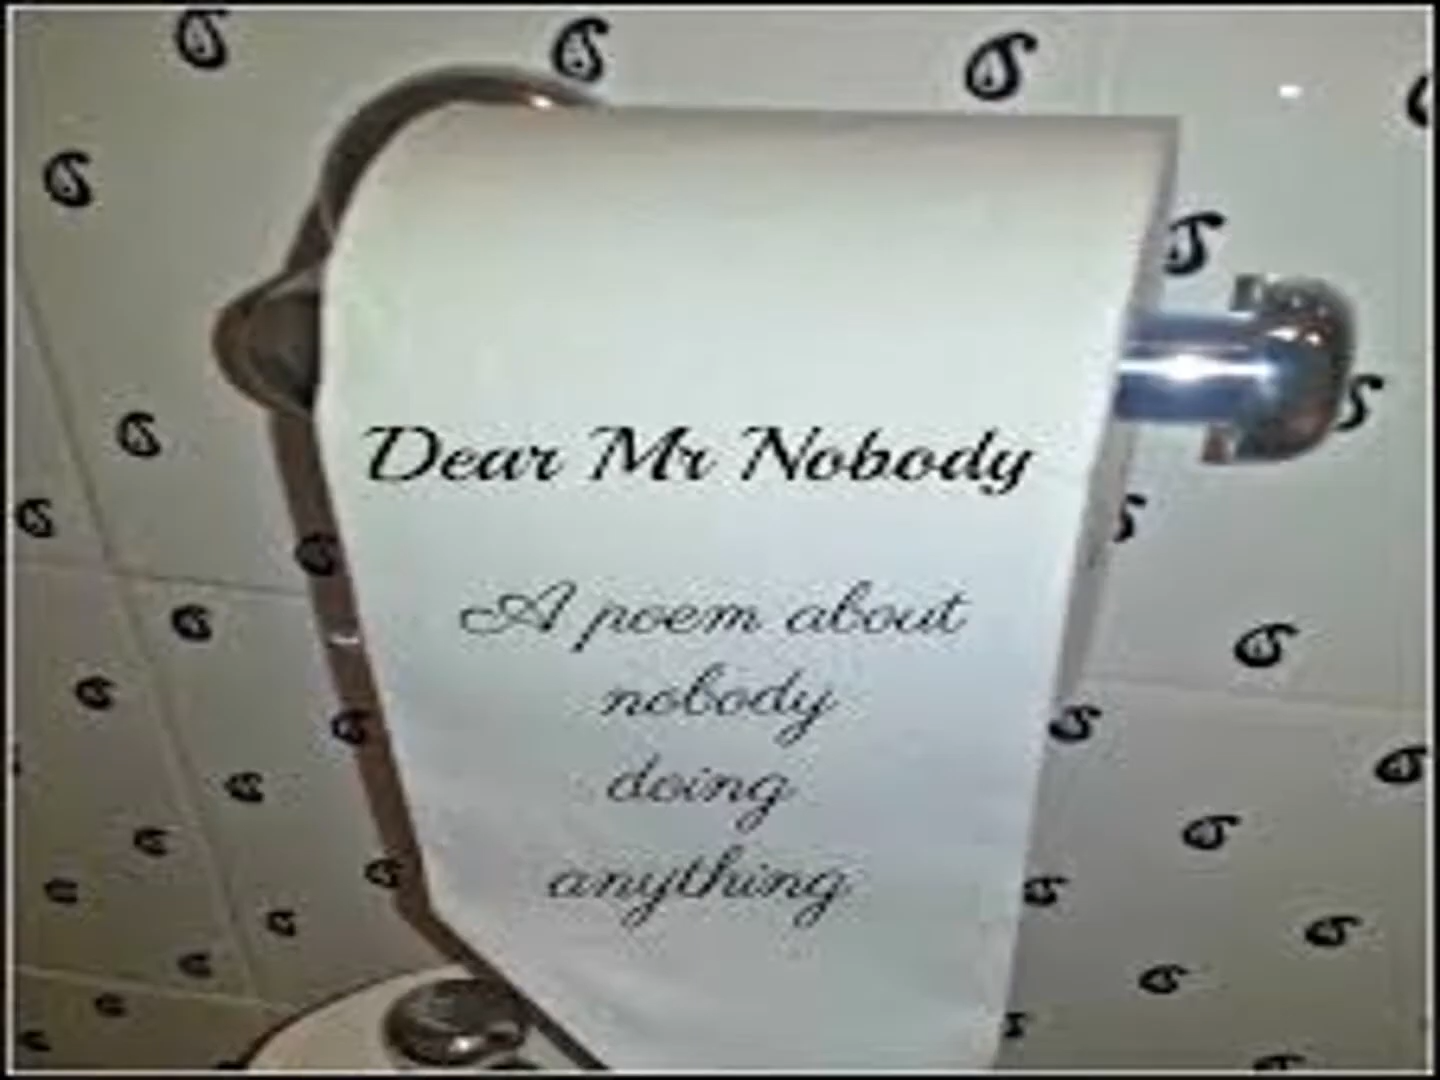 Dear Mr Nobody
A poem about
nobody
doing
anything